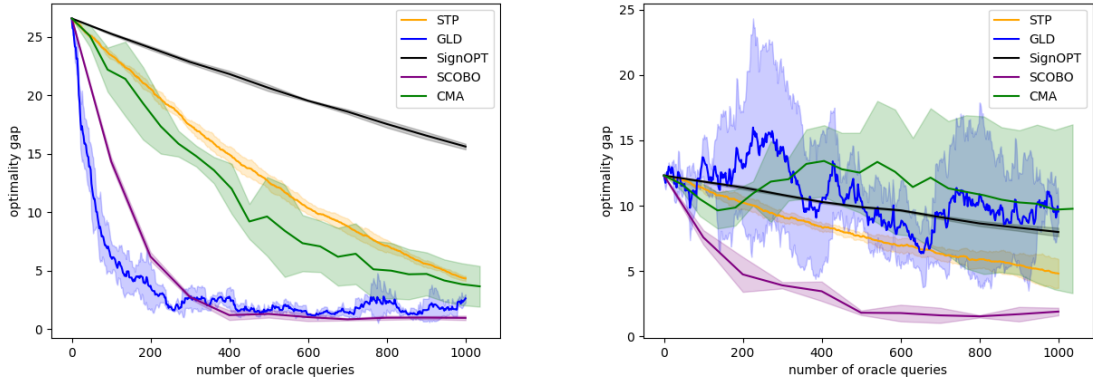 25
20
15
10
5
0
optimality gap
0
200
400
600
800
1000
number of oracle queries
STP
GLD
SignOPT
SCOBO
CMA
25
20
15
10
5
0
optimality gap
0
200
400
600
800
1000
number of oracle queries
STP
GLD
SignOPT
SCOBO
CMA